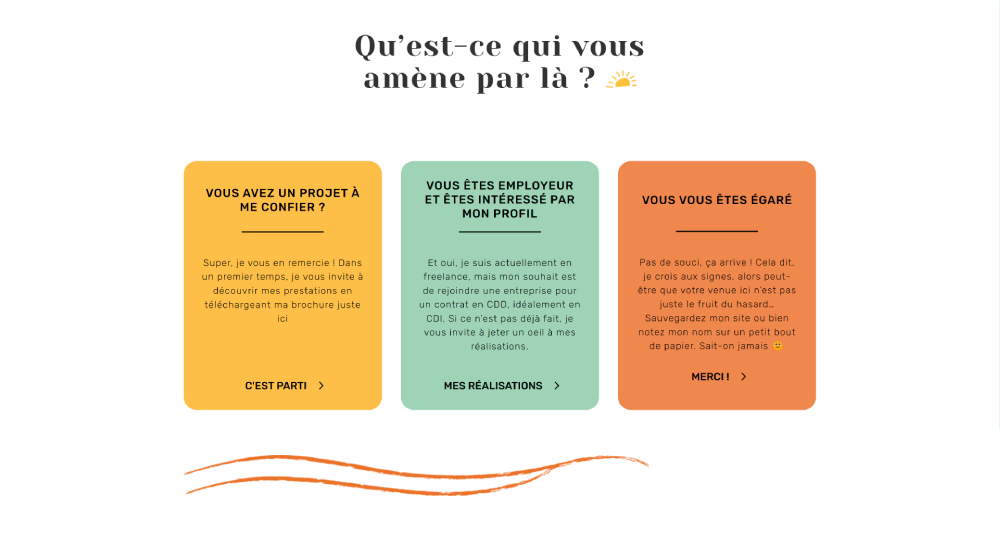 Qu'est-ce qui vous
amène par là ?
VOUS AVEZ UN PROJET À
ME CONFIER ?
Super, je vous en remercie ! Dans
un premier temps, je vous invite à
découvrir mes prestations en
téléchargeant ma brochure juste
ici
C'EST PARTI
VOUS ÊTES EMPLOYEUR
ET ÊTES INTÉRESSÉ PAR
MON PROFIL
Et oui, je suis actuellement en
freelance, mais mon souhait est
de rejoindre une entreprise pour
un contrat en CDD, idéalement en
CDI. Si ce n'est pas déjà fait, je
vous invite à jeter un oeil à mes
réalisations.
MES RÉALISATIONS
VOUS VOUS ÊTES ÉGARÉ
Pas de souci, ça arrive ! Cela dit,
je crois aux signes, alors peut-
être que votre venue ici n'est pas
juste le fruit du hasard...
Sauvegardez mon site ou bien
notez mon nom sur un petit bout
de papier. Sait-on jamais 🙂
MERCI !